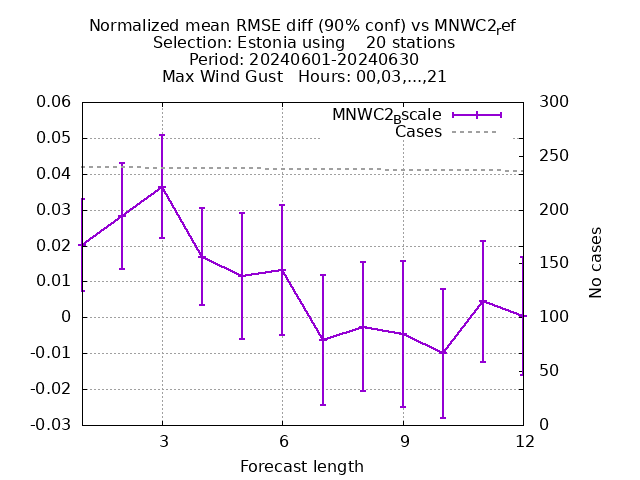 Normalized mean RMSE diff (90% conf) vs MNWC2ref
Selection: Estonia using    20 stations
Period: 20240601-20240630
Max Wind Gust   Hours: 00,03,...,21
MNWC2Bscale
Cases
0.06
0.05
0.04
0.03
0.02
0.01
0
-0.01
-0.02
-0.03
300
250
200
150
100
50
0
No cases
3
6
9
12
Forecast length